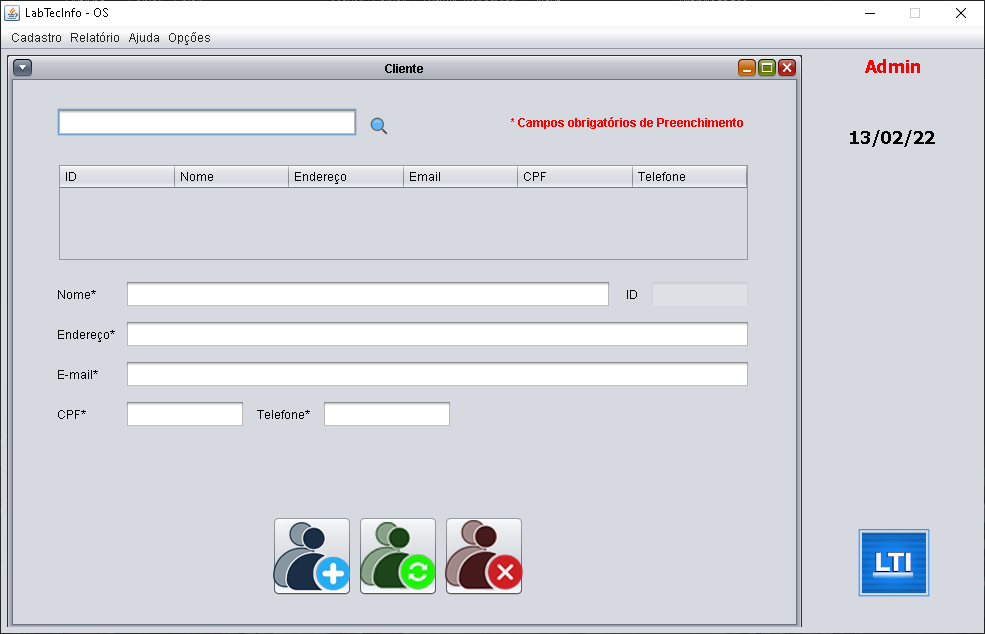 LabTecInfo - OS
Cadastro Relatório Ajuda Opções
Cliente
Admin
* Campos obrigatórios de Preenchimento
13/02/22
ID Nome Endereço Email CPF Telefone
Nome* ID
Endereço*
E-mail*
CPF* Telefone*
LTI